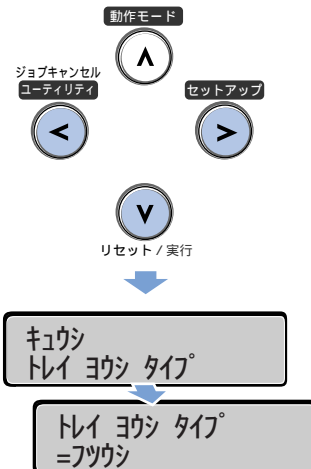 動作モード
ジョブキャンセル
ユーティリティ
セットアップ
リセット / 実行
キュウシ
トレイ ヨウシ タイプ
トレイ ヨウシ タイプ
=フツウシ